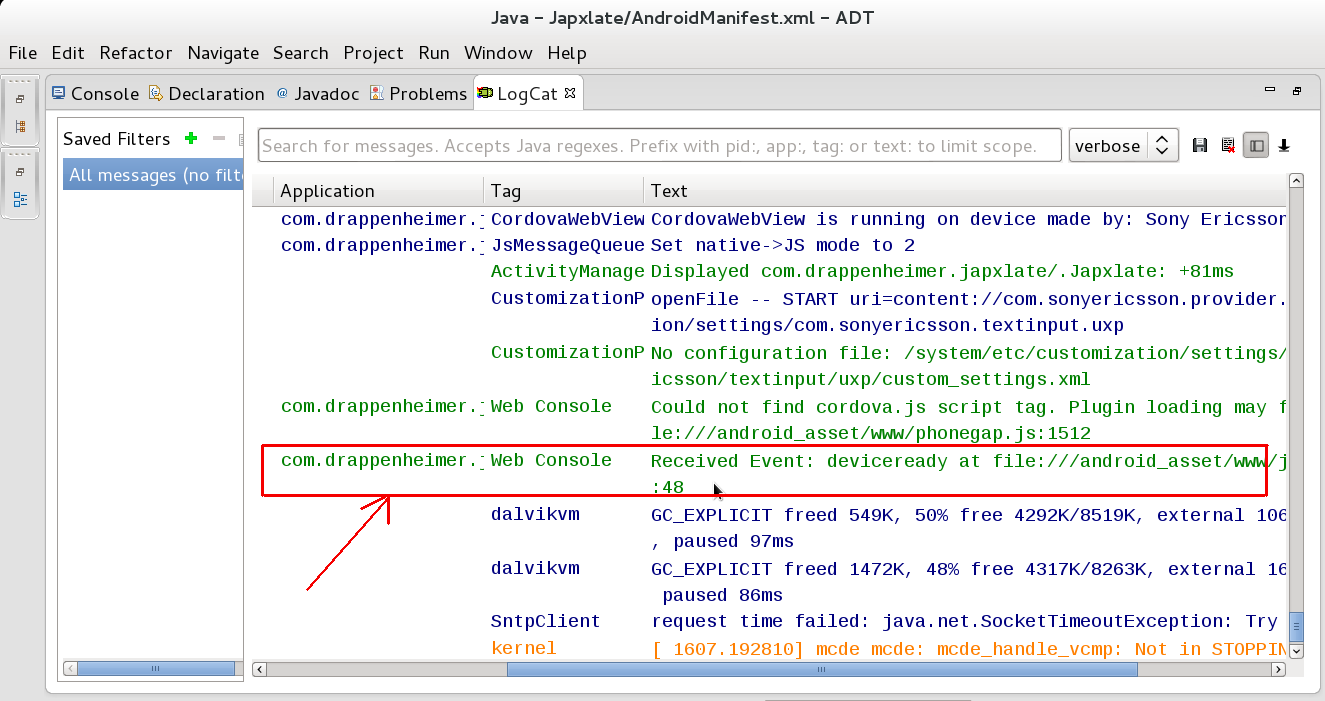 Java – Japxlate/AndroidManifest.xml – ADT
File Edit Refactor Navigate Search Project Run Window Help
Console Declaration @ Javadoc Problems LogCat
Saved Filters
All messages (no filt
Search for messages. Accepts Java regexes. Prefix with pid:, app:, tag: or text: to limit scope.
verbose
Application Tag Text
com.drappenheimer. CordovaWebView CordovaWebView is running on device made by: Sony Ericsson
com.drappenheimer. JsMessageQueue Set native->JS mode to 2
ActivityManage Displayed com.drappenheimer.japxlate/.Japxlate: +81ms
CustomizationP openFile -- START uri=content://com.sonyericsson.provider.
ion/settings/com.sonyericsson.textinput.uxp
CustomizationP No configuration file: /system/etc/customization/settings/
icsson/textinput/uxp/custom_settings.xml
com.drappenheimer. Web Console Could not find cordova.js script tag. Plugin loading may f
le:///android_asset/www/phonegap.js:1512
com.drappenheimer. Web Console Received Event: deviceready at file:///android_asset/www/j
:48
dalvikvm GC_EXPLICIT freed 549K, 50% free 4292K/8519K, external 106
, paused 97ms
dalvikvm GC_EXPLICIT freed 1472K, 48% free 4317K/8263K, external 16
paused 86ms
SntpClient request time failed: java.net.SocketTimeoutException: Try
kernel [ 1607.192810] mcde mcde: mcde_handle_vcmp: Not in STOPPIN